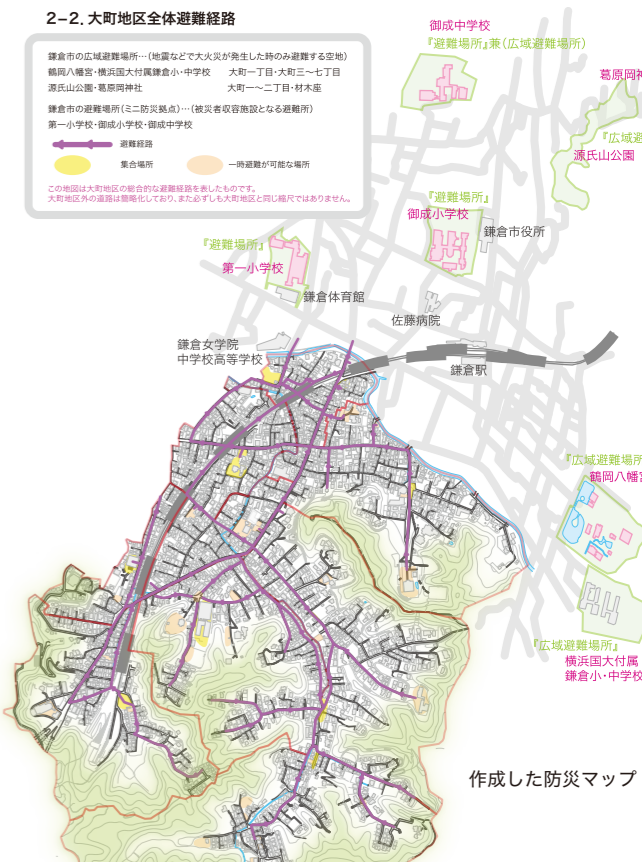 2-2. 大町地区全体避難経路
鎌倉市の広域避難場所…(地震などで大火災が発生した時のみ避難する空地)
鶴岡八幡宮・横浜国大付属鎌倉小・中学校　大町一丁目・大町三〜七丁目
源氏山公園・葛原岡神社　大町一〜二丁目・材木座
鎌倉市の避難場所(ミニ防災拠点)…(被災者収容施設となる避難所)
第一小学校・御成小学校・御成中学校
避難経路
集合場所　一時避難が可能な場所
この地図は大町地区の総合的な避難経路を表したものです。
大町地区外の道路は簡略化しており、また必ずしも大町地区と同じ縮尺ではありません。
御成中学校
『避難場所』兼(広域避難場所)
葛原岡神
『広域避
源氏山公園
『避難場所』
御成小学校
鎌倉市役所
『避難場所』
第一小学校
鎌倉体育館
佐藤病院
鎌倉女学院
中学校高等学校
鎌倉駅
『広域避難場所
鶴岡八幡宮
『広域避難場所』
横浜国大付属
鎌倉小・中学校
作成した防災マップ